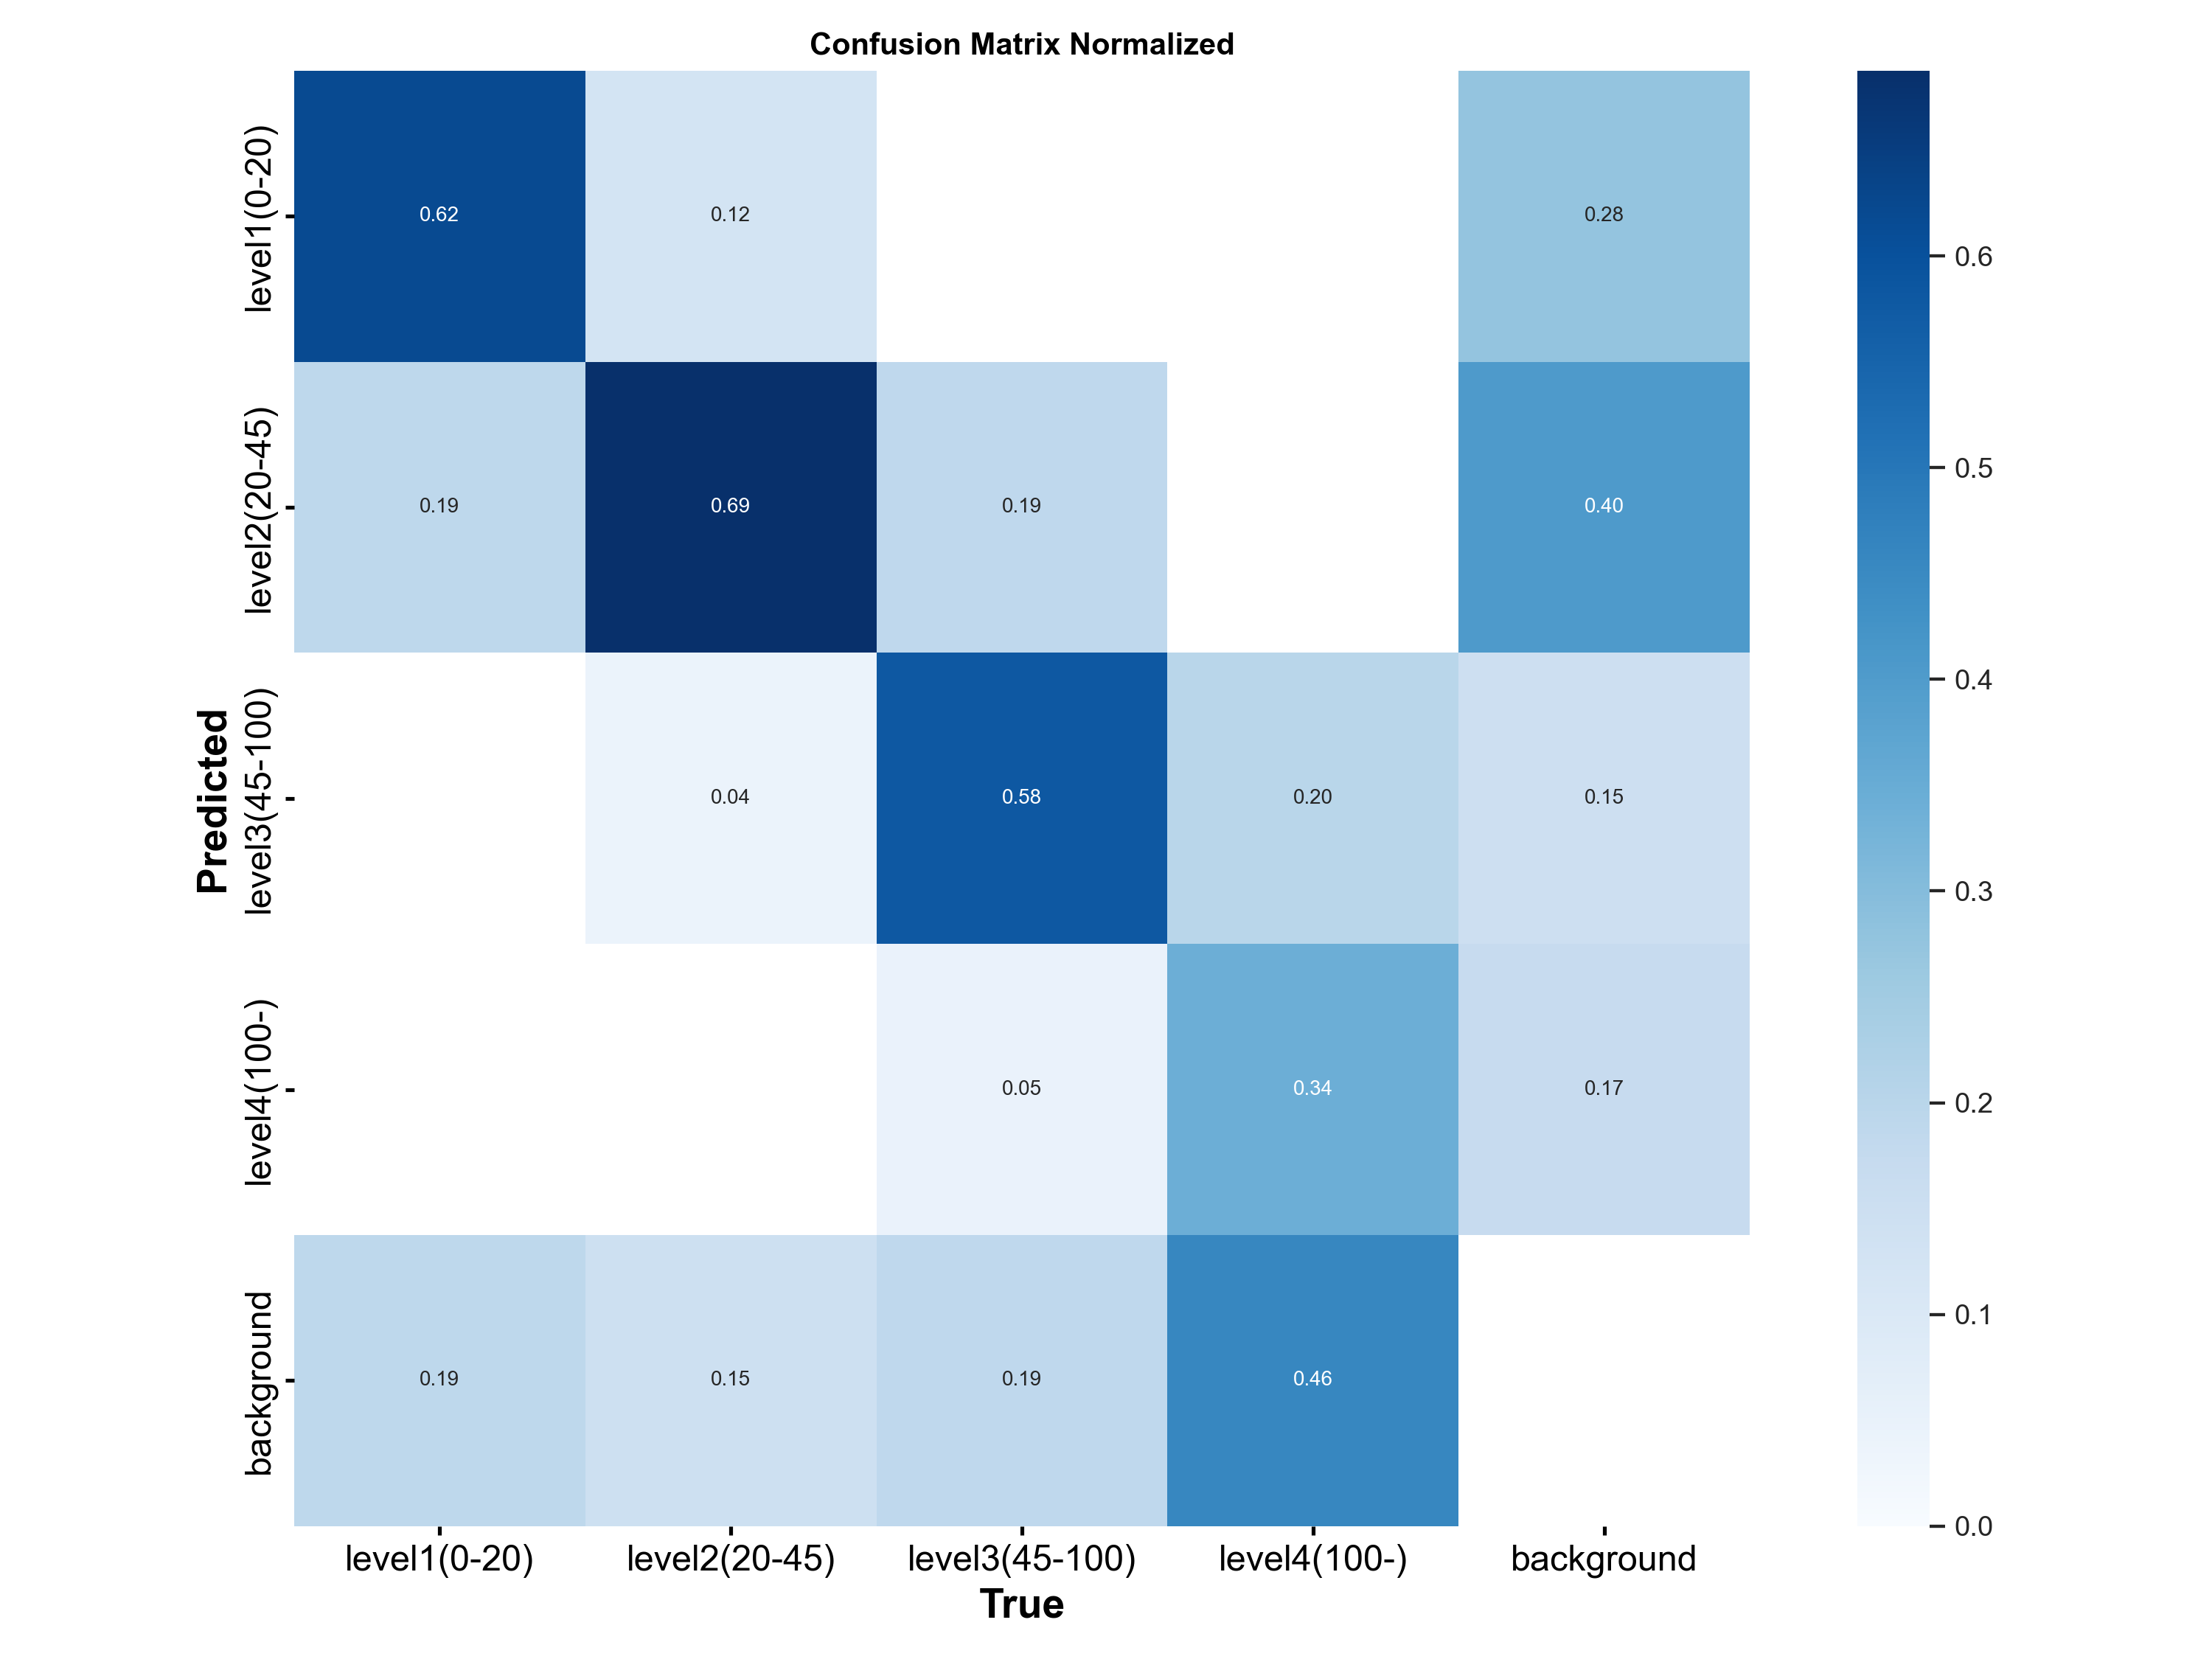 Confusion Matrix Normalized
Predicted
level1(0-20)
0.62
0.12
0.28
level2(20-45)
0.19
0.69
0.19
0.40
level3(45-100)
0.04
0.58
0.20
0.15
level4(100-)
0.05
0.34
0.17
background
0.19
0.15
0.19
0.46
level1(0-20)
level2(20-45)
level3(45-100)
level4(100-)
background
True
0.6
0.5
0.4
0.3
0.2
0.1
0.0